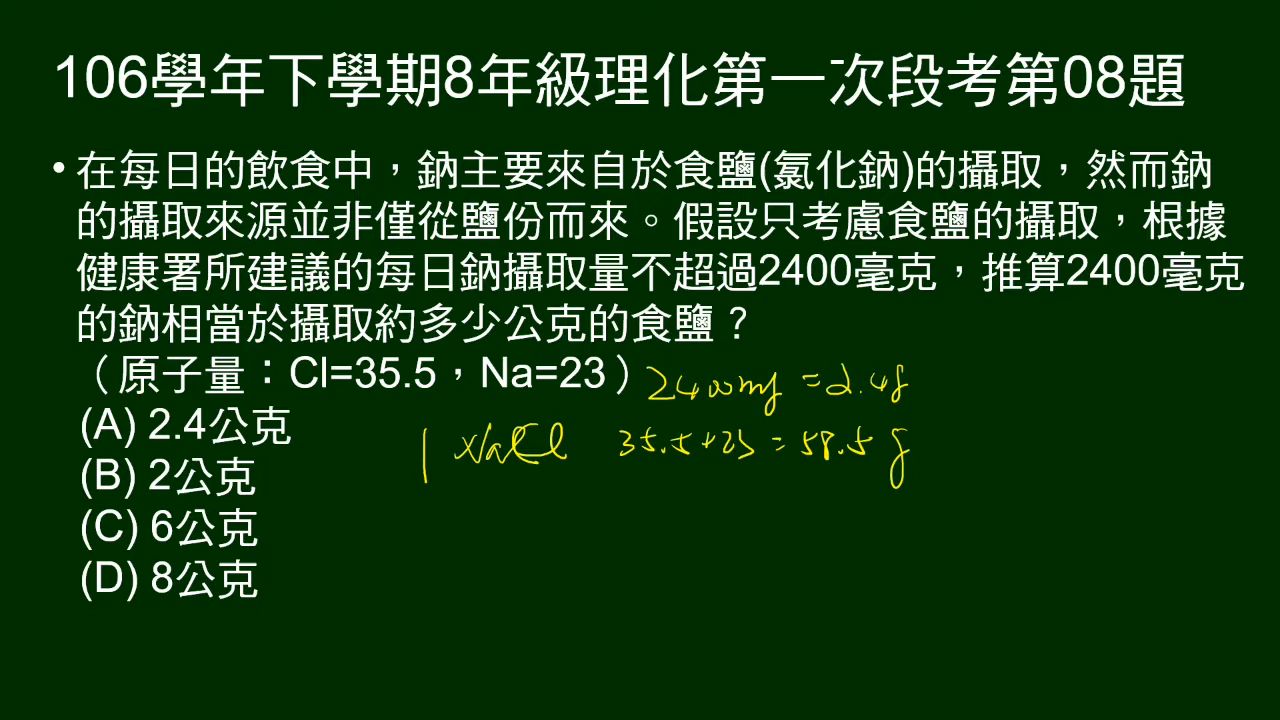 106學年下學期8年級理化第一次段考第08題
• 在每日的飲食中，鈉主要來自於食鹽(氯化鈉)的攝取，然而鈉
的攝取來源並非僅從鹽份而來。假設只考慮食鹽的攝取，根據
健康署所建議的每日鈉攝取量不超過2400毫克，推算2400毫克
的鈉相當於攝取約多少公克的食鹽？
（原子量：Cl=35.5，Na=23）2400mg = 2.4g
(A) 2.4公克
1 NaCl 35.5+23 = 58.5 g
(B) 2公克
(C) 6公克
(D) 8公克